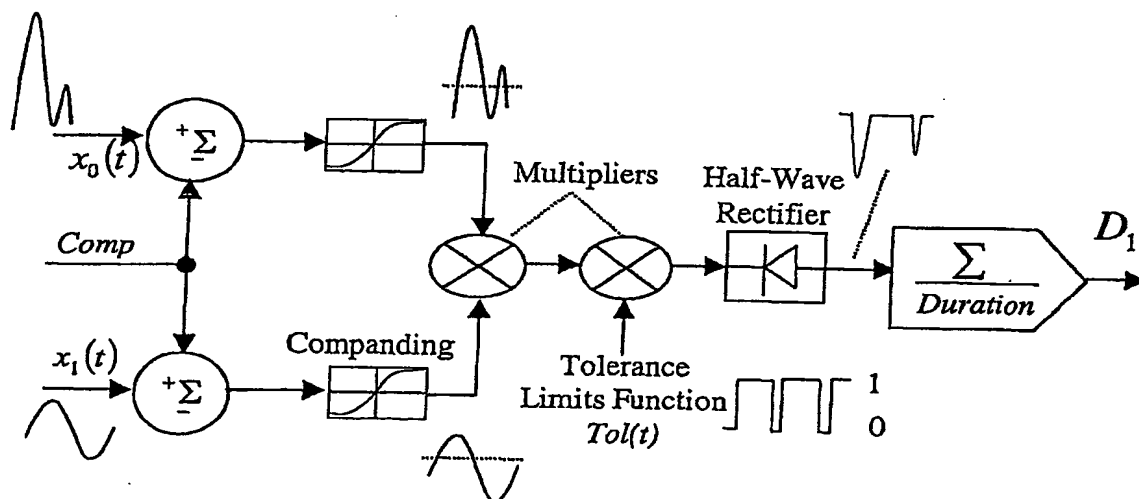 +
Σ
−
x₀(t)
Multipliers
Half-Wave
Rectifier
D₁
Comp
Σ
Duration
x₁(t)
Companding
+
Σ
−
Tolerance
Limits Function
Tol(t)
1
0